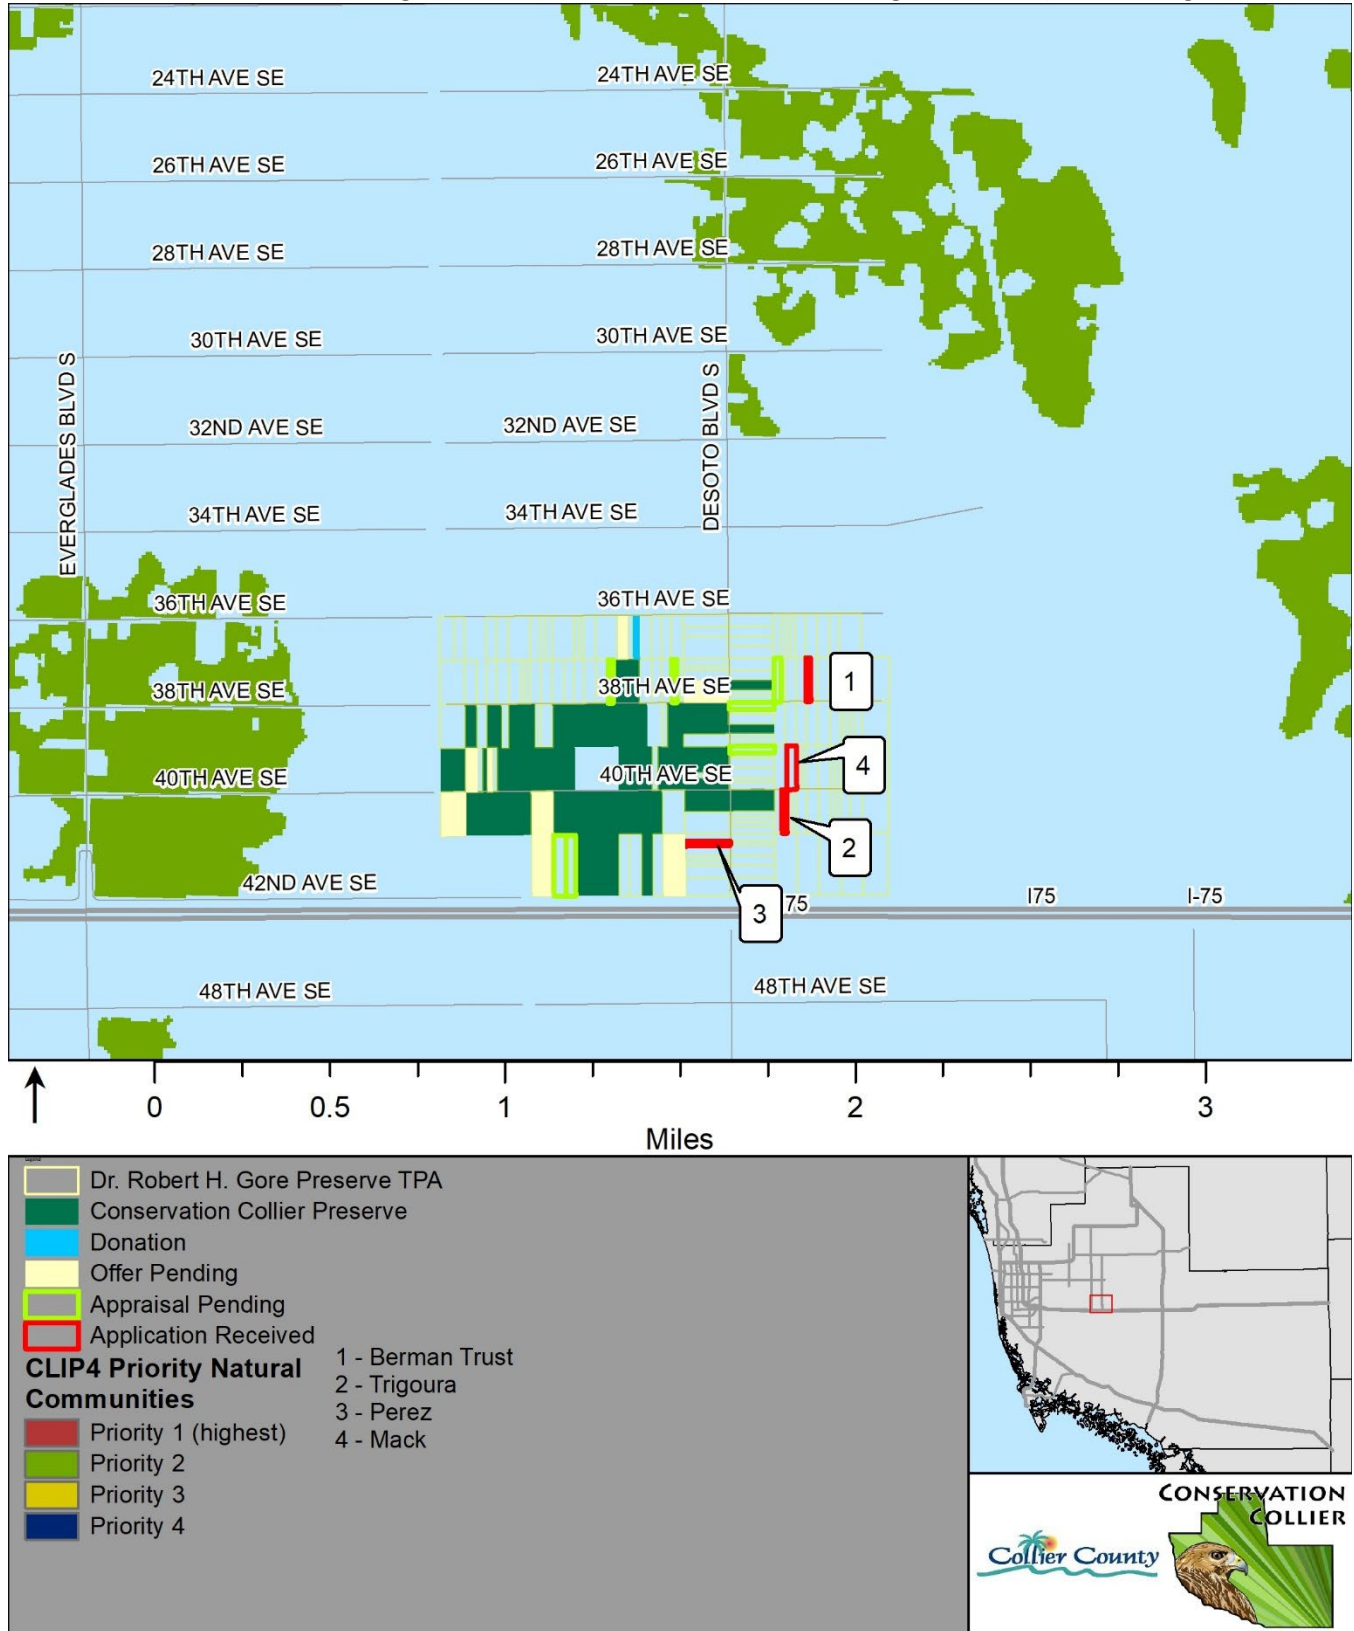 24TH AVE SE
24TH AVE SE
26TH AVE SE
26TH AVE SE
28TH AVE SE
28TH AVE SE
30TH AVE SE
30TH AVE SE
EVERGLADES BLVD S
DESOTO BLVD S
32ND AVE SE
32ND AVE SE
34TH AVE SE
34TH AVE SE
36TH AVE SE
36TH AVE SE
38TH AVE SE
38TH AVE SE
1
40TH AVE SE
40TH AVE SE
4
2
42ND AVE SE
3
75
I75
I-75
48TH AVE SE
48TH AVE SE
0
0.5
1
2
3
Miles
Dr. Robert H. Gore Preserve TPA
Conservation Collier Preserve
Donation
Offer Pending
Appraisal Pending
Application Received
CLIP4 Priority Natural
Communities
Priority 1 (highest)
Priority 2
Priority 3
Priority 4
1 - Berman Trust
2 - Trigoura
3 - Perez
4 - Mack
CONSERVATION
COLLIER
Collier County